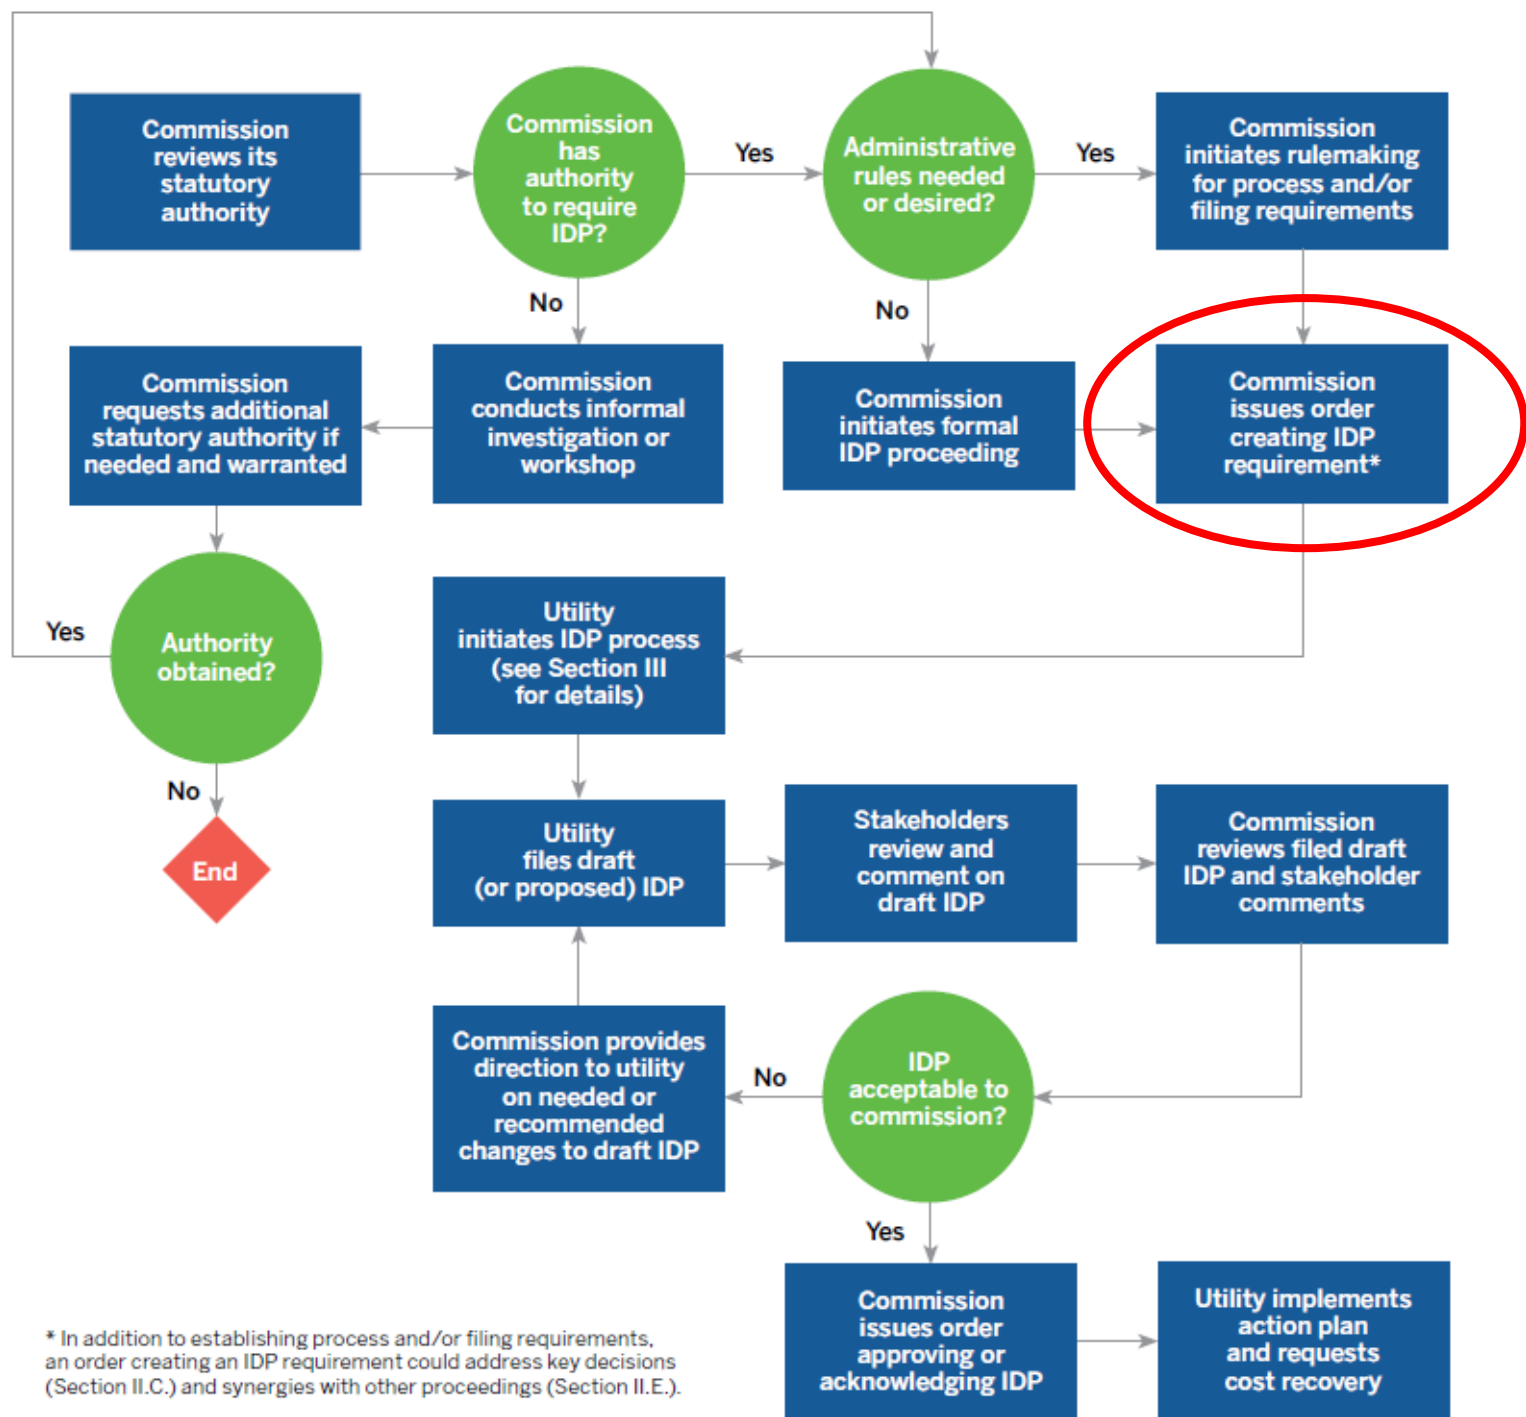 Commission
reviews its
statutory
authority
Commission
has
authority
to require
IDP?
Yes
Administrative
rules needed
or desired?
Yes
Commission
initiates rulemaking
for process and/or
filing requirements
No
No
Commission
requests additional
statutory authority if
needed and warranted
Commission
conducts informal
investigation or
workshop
Commission
initiates formal
IDP proceeding
Commission
issues order
creating IDP
requirement*
Yes
Authority
obtained?
No
End
Utility
initiates IDP process
(see Section III
for details)
Utility
files draft
(or proposed) IDP
Stakeholders
review and
comment on
draft IDP
Commission
reviews filed draft
IDP and stakeholder
comments
Commission provides
direction to utility
on needed or
recommended
changes to draft IDP
No
IDP
acceptable to
commission?
Yes
Commission
issues order
approving or
acknowledging IDP
Utility implements
action plan
and requests
cost recovery
* In addition to establishing process and/or filing requirements,
an order creating an IDP requirement could address key decisions
(Section II.C.) and synergies with other proceedings (Section II.E.).